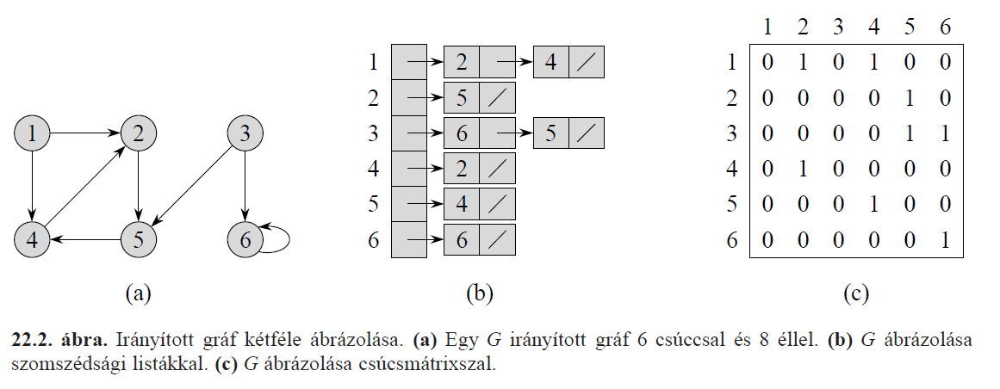 1 2 3
4 5 6
(a)
1 2 4
2 5
3 6 5
4 2
5 4
6 6
(b)
1 2 3 4 5 6
1 0 1 0 1 0 0
2 0 0 0 0 1 0
3 0 0 0 0 1 1
4 0 1 0 0 0 0
5 0 0 0 1 0 0
6 0 0 0 0 0 1
(c)
22.2. ábra. Irányított gráf kétféle ábrázolása. (a) Egy G irányított gráf 6 csúccsal és 8 éllel. (b) G ábrázolása
szomszédsági listákkal. (c) G ábrázolása csúcsmátrixszal.